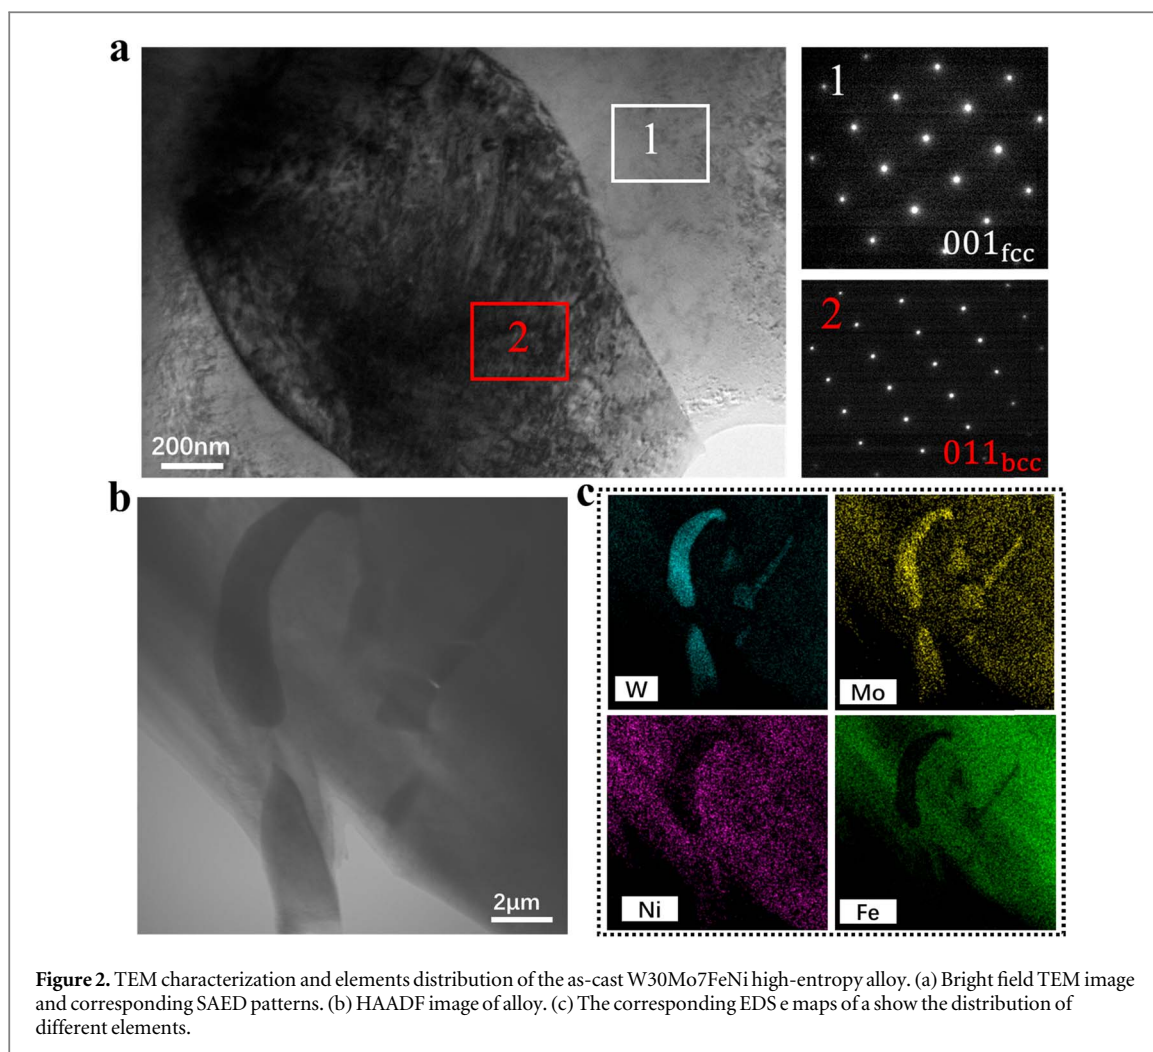 a
1
2
200nm
1
001fcc
2
011bcc
b
2μm
c
W
Mo
Ni
Fe
Figure 2. TEM characterization and elements distribution of the as-cast W30Mo7FeNi high-entropy alloy. (a) Bright field TEM image
and corresponding SAED patterns. (b) HAADF image of alloy. (c) The corresponding EDS e maps of a show the distribution of
different elements.